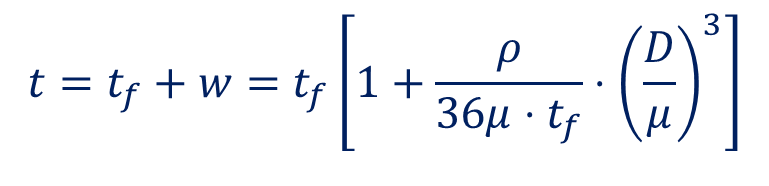 t = t_f + w = t_f [1 + ρ/(36μ · t_f) · (D/μ)^3]